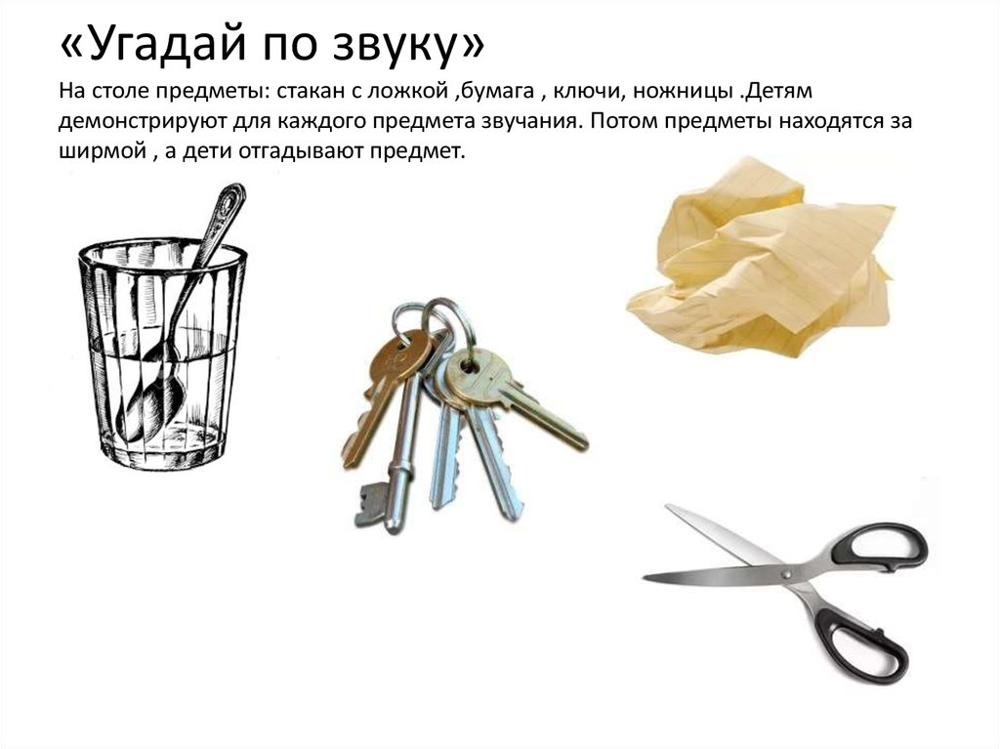 «Угадай по звуку»
На столе предметы: стакан с ложкой ,бумага , ключи, ножницы .Детям
демонстрируют для каждого предмета звучания. Потом предметы находятся за
ширмой , а дети отгадывают предмет.